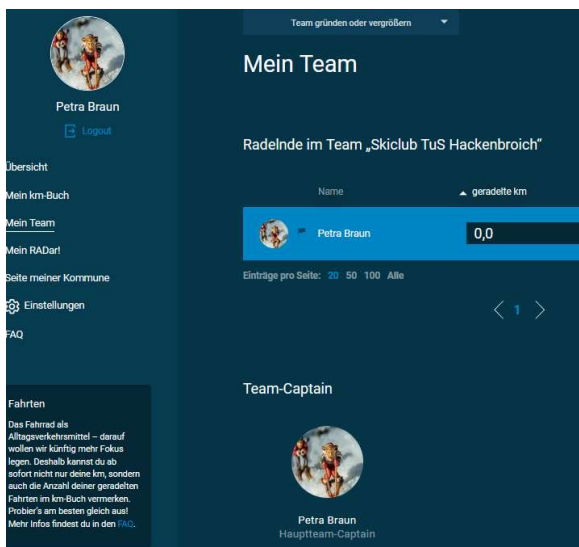 Petra Braun
Logout
Übersicht
Mein km-Buch
Mein Team
Mein RADar!
Seite meiner Kommune
Einstellungen
FAQ
Fahrten
Das Fahrrad als
Alltagsverkehrsmittel – darauf
wollen wir künftig mehr Fokus
legen. Deshalb kannst du ab
sofort nicht nur deine km, sondern
auch die Anzahl deiner geradelten
Fahrten im km-Buch vermerken.
Probier's am besten gleich aus!
Mehr Infos findest du in den FAQ.
Team gründen oder vergrößern
Mein Team
Radelnde im Team „Skiclub TuS Hackenbroich“
Name geradelte km
Petra Braun 0,0
Einträge pro Seite: 20 50 100 Alle
1
Team-Captain
Petra Braun
Hauptteam-Captain